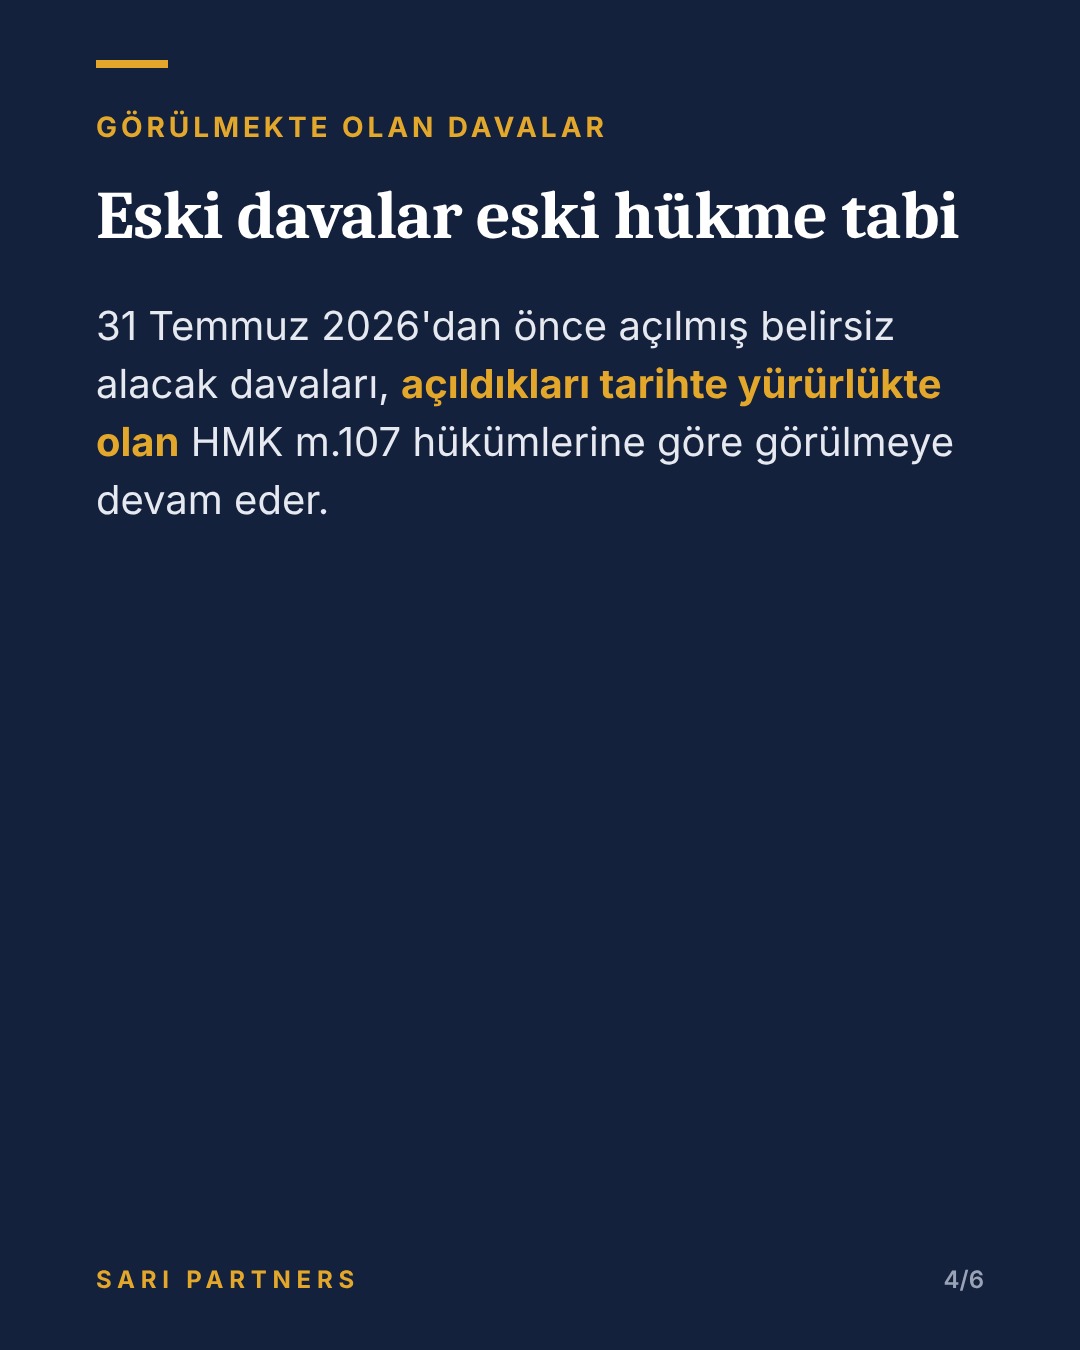 GÖRÜLMEKTE OLAN DAVALAR
Eski davalar eski hükme tabi
31 Temmuz 2026'dan önce açılmış belirsiz
alacak davaları, açıldıkları tarihte yürürlükte
olan HMK m.107 hükümlerine göre görülmeye
devam eder.
SARI PARTNERS
4/6